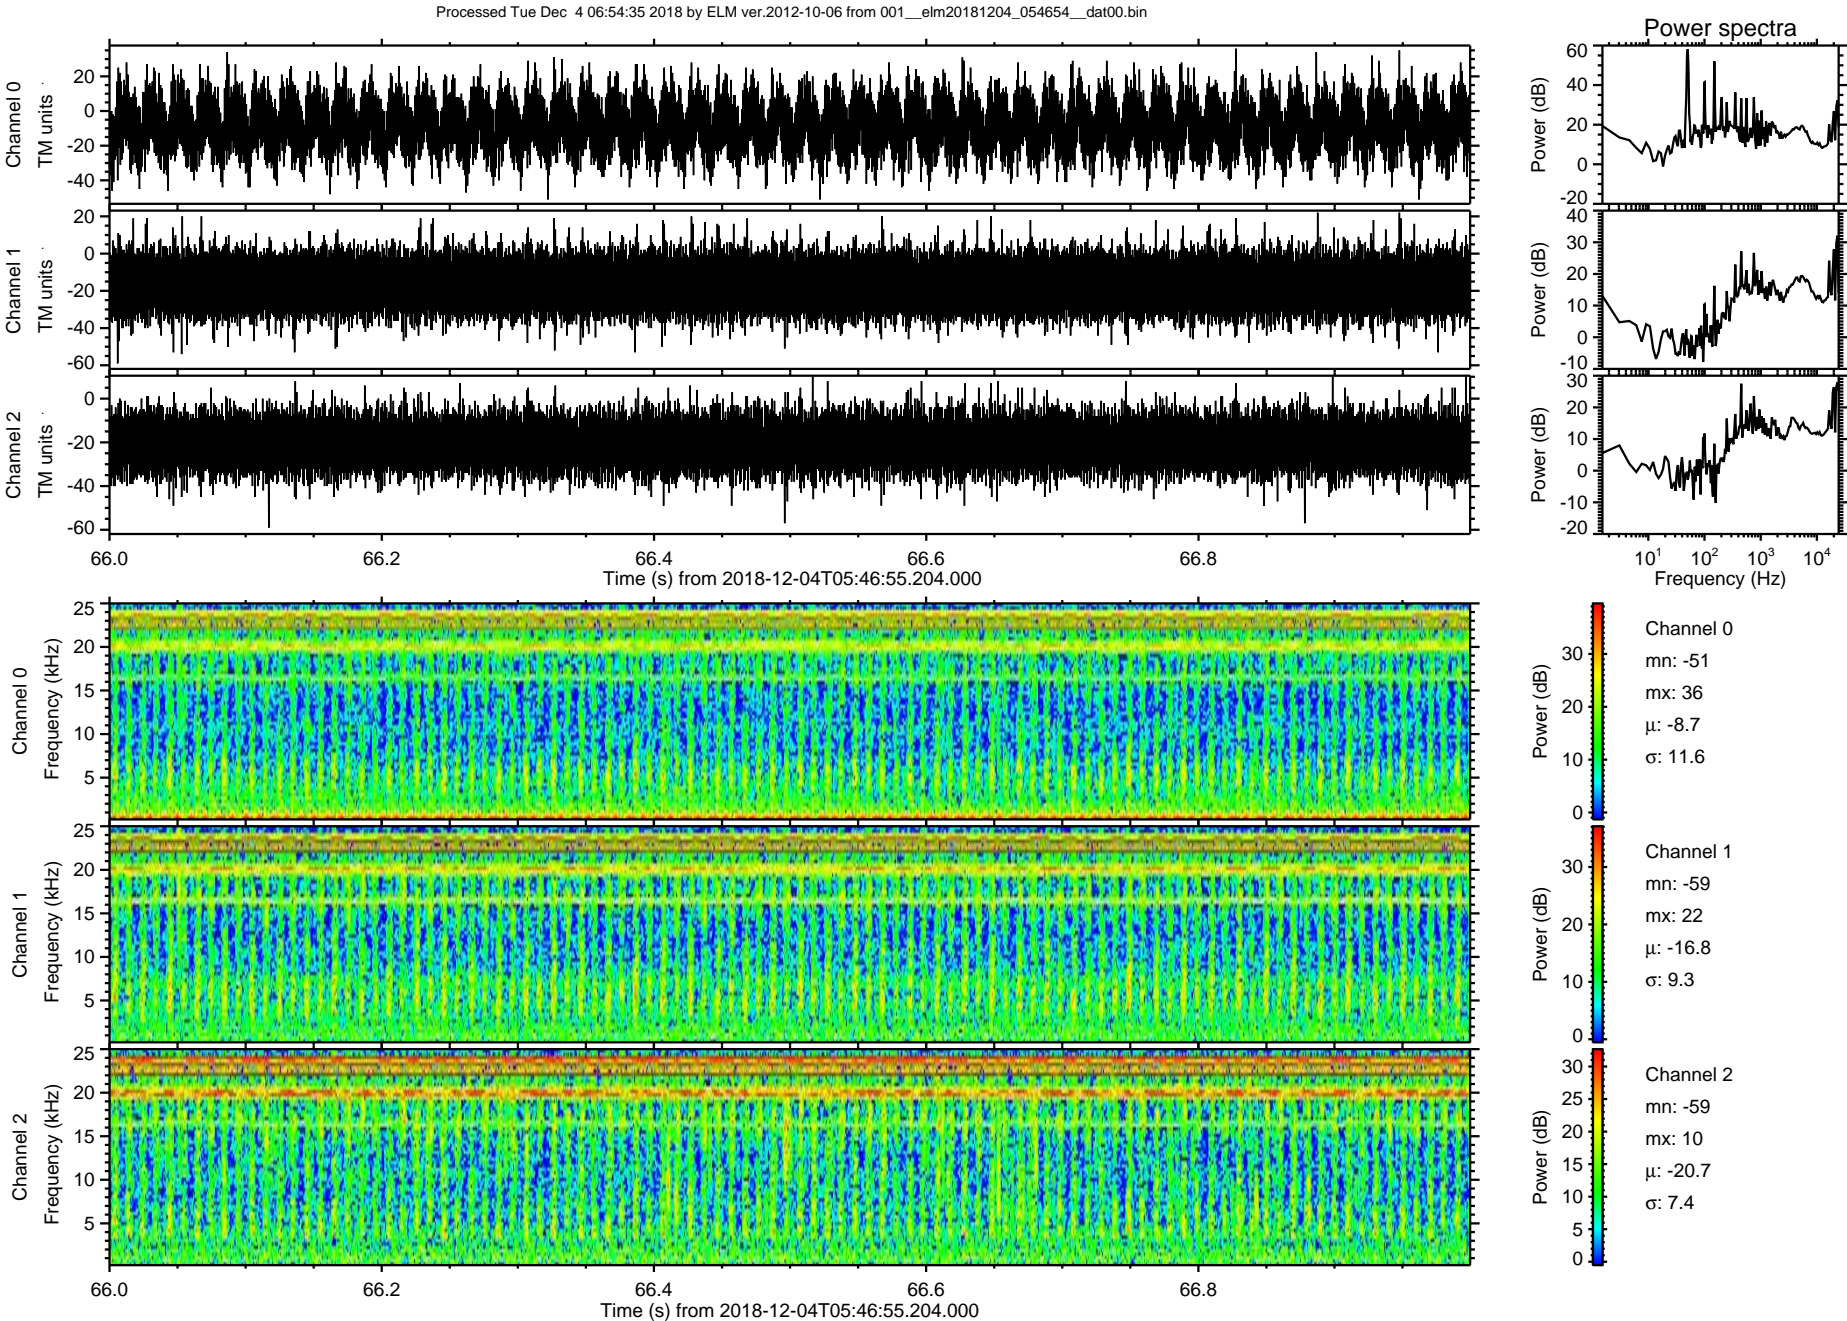 Processed Tue Dec  4 06:54:35 2018 by ELM ver.2012-10-06 from 001__elm20181204_054654__dat00.bin
Power spectra
Channel 0
TM units
20
0
-20
-40
Power (dB)
60
40
20
0
-20
Channel 1
TM units
20
0
-20
-40
-60
Power (dB)
40
30
20
10
0
-10
Channel 2
TM units
0
-20
-40
-60
Power (dB)
30
20
10
0
-10
-20
66.0 66.2 66.4 66.6 66.8
Time (s) from 2018-12-04T05:46:55.204.000
10¹ 10² 10³ 10⁴
Frequency (Hz)
Channel 0
Frequency (kHz)
25
20
15
10
5
Power (dB)
30
20
10
0
Channel 0
mn: -51
mx: 36
μ: -8.7
σ: 11.6
Channel 1
Frequency (kHz)
25
20
15
10
5
Power (dB)
30
20
10
0
Channel 1
mn: -59
mx: 22
μ: -16.8
σ: 9.3
Channel 2
Frequency (kHz)
25
20
15
10
5
Power (dB)
30
25
20
15
10
5
0
Channel 2
mn: -59
mx: 10
μ: -20.7
σ: 7.4
66.0 66.2 66.4 66.6 66.8
Time (s) from 2018-12-04T05:46:55.204.000